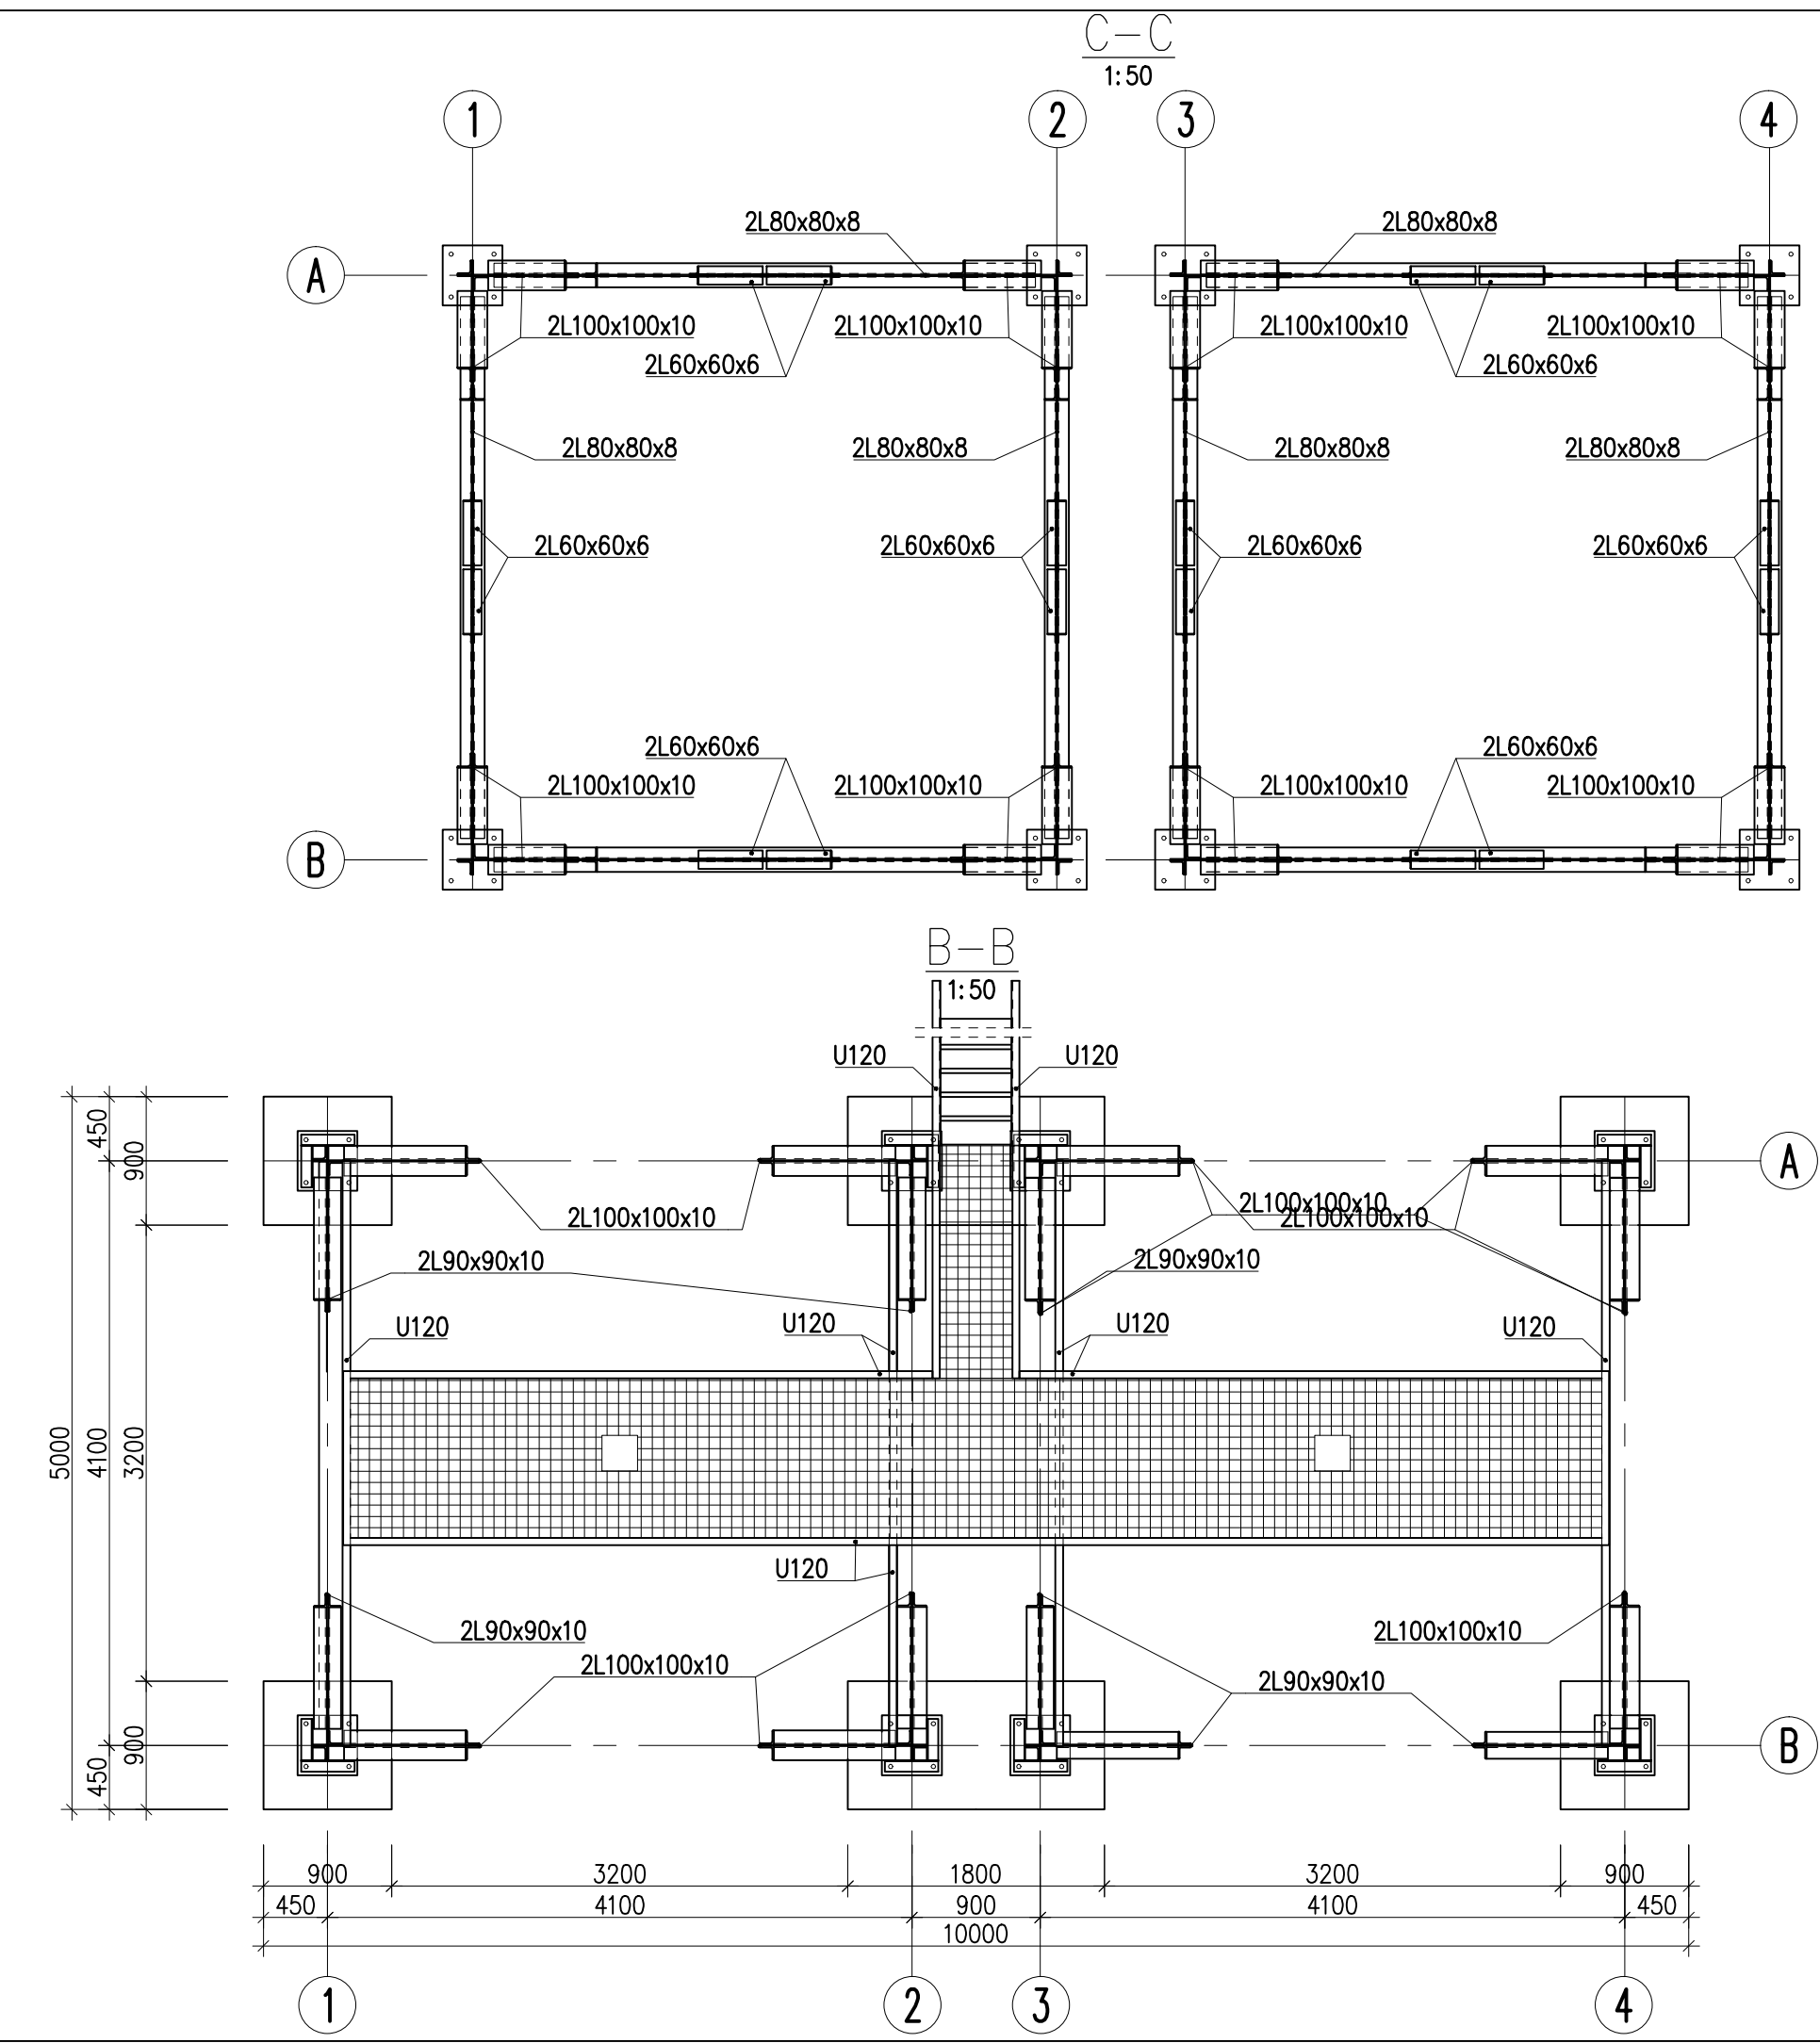 C-C
1:50
1 2 3 4
2L80x80x8 2L80x80x8
A
2L100x100x10 2L100x100x10 2L100x100x10 2L100x100x10
2L60x60x6 2L60x60x6
2L80x80x8 2L80x80x8 2L80x80x8 2L80x80x8
2L60x60x6 2L60x60x6 2L60x60x6 2L60x60x6
2L60x60x6 2L60x60x6
2L100x100x10 2L100x100x10 2L100x100x10 2L100x100x10
B
B-B
1:50
U120 U120
450
900 A
2L100x100x10 2L100x100x10
2L100x100x10
2L90x90x10 2L90x90x10
U120 U120 U120 U120
5000 4100 3200
U120
2L90x90x10 2L100x100x10
2L100x100x10 2L90x90x10
900 B
450
900 3200 1800 3200 900
450 4100 900 4100 450
10000
1 2 3 4